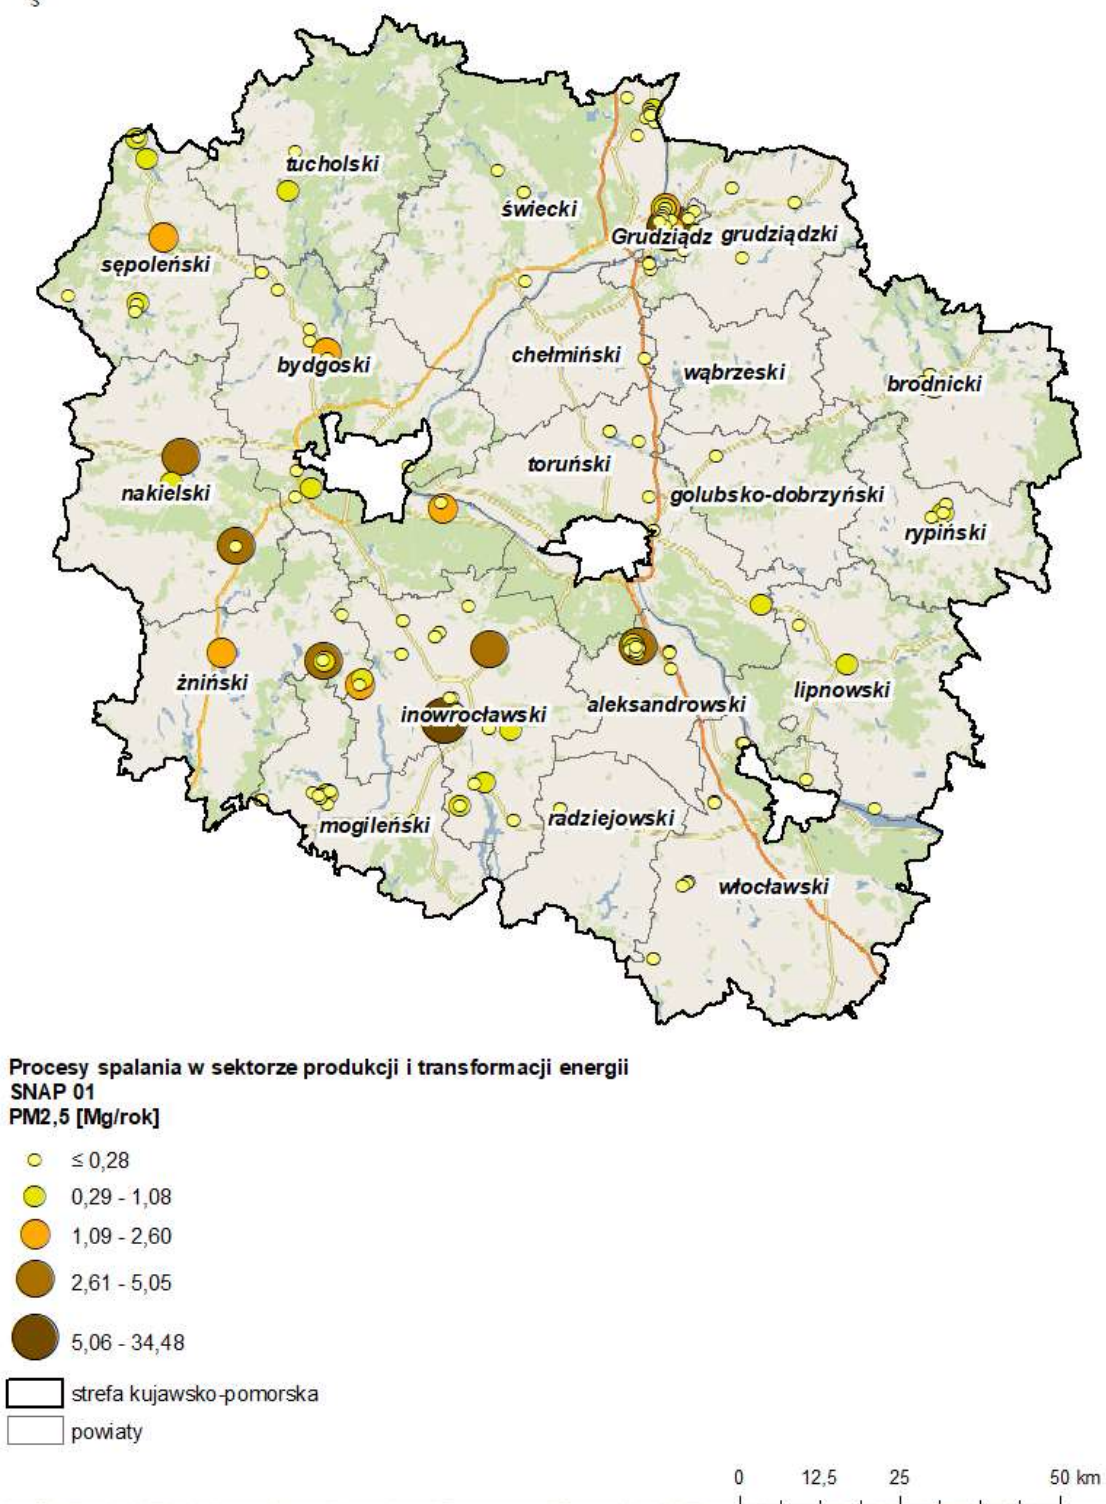 tucholski
świecki
Grudziądz grudziądzki
sępoleński
chełmiński
bydgoski
wąbrzeski
brodnicki
toruński
nakielski
golubsko-dobrzyński
rypiński
żniński
lipnowski
aleksandrowski
inowrocławski
mogileński
radziejowski
włocławski
Procesy spalania w sektorze produkcji i transformacji energii
SNAP 01
PM2,5 [Mg/rok]
≤ 0,28
0,29 - 1,08
1,09 - 2,60
2,61 - 5,05
5,06 - 34,48
strefa kujawsko-pomorska
powiaty
0 12,5 25 50 km